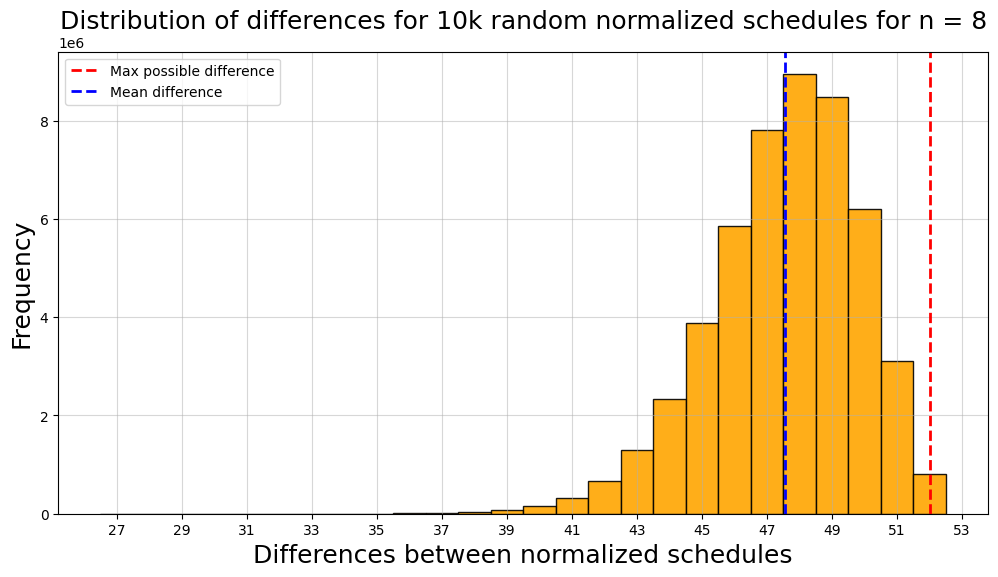 Distribution of differences for 10k random normalized schedules for n = 8
1e6
Max possible difference
Mean difference
8
6
4
2
0
Frequency
27 29 31 33 35 37 39 41 43 45 47 49 51 53
Differences between normalized schedules